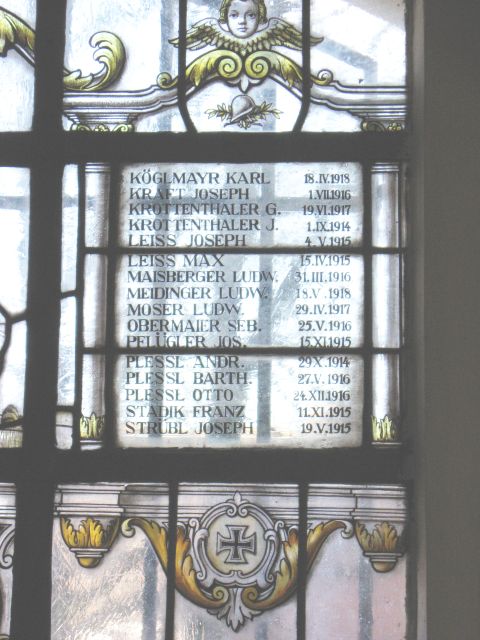 KÖGLMAYR KARL 18.IV.1918
KRAFT JOSEPH 1.VII.1916
KROTTENTHALER G. 19.VI.1917
KROTTENTHALER J. 1.IX.1914
LEISS JOSEPH 4.V.1915
LEISS MAX 15.IV.1915
MAISBERGER LUDW. 31.III.1916
MEIDINGER LUDW. 18.V.1918
MOSER LUDW. 29.IV.1917
OBERMAIER SEB. 25.V.1916
PFLÜGLER JOS. 15.XI.1915
PLESSL ANDR. 29.X.1914
PLESSL BARTH. 27.V.1916
PLESSL OTTO 24.XII.1916
STADIK FRANZ 11.XI.1915
STRÜBL JOSEPH 19.V.1915